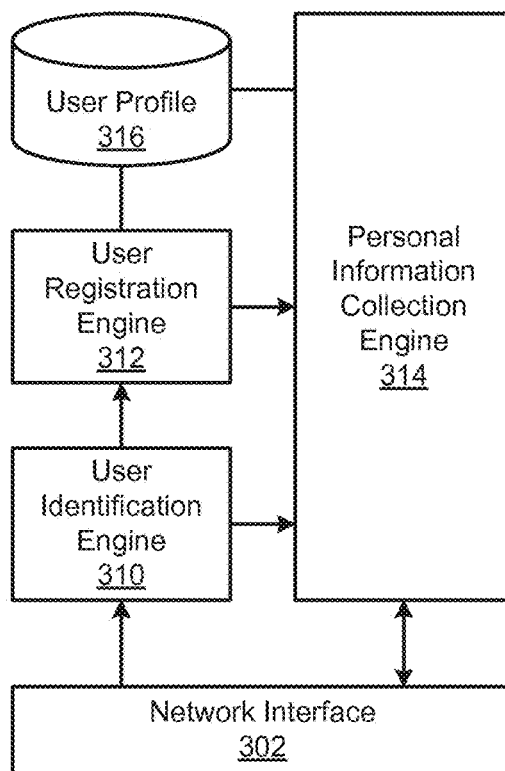 User Profile
316
User
Registration
Engine
312
Personal
Information
Collection
Engine
314
User
Identification
Engine
310
Network Interface
302